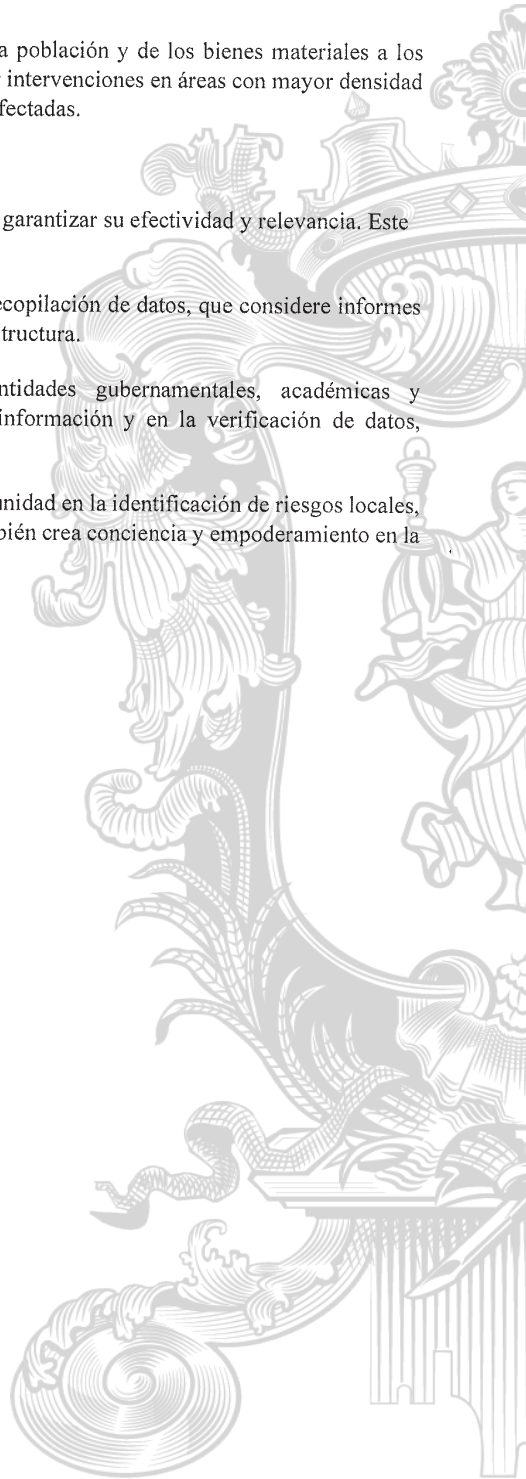 a población y de los bienes materiales a los
intervenciones en áreas con mayor densidad
fectadas.
garantizar su efectividad y relevancia. Este
ecopilación de datos, que considere informes
tructura.
ntidades gubernamentales, académicas y
información y en la verificación de datos,
unidad en la identificación de riesgos locales,
bién crea conciencia y empoderamiento en la